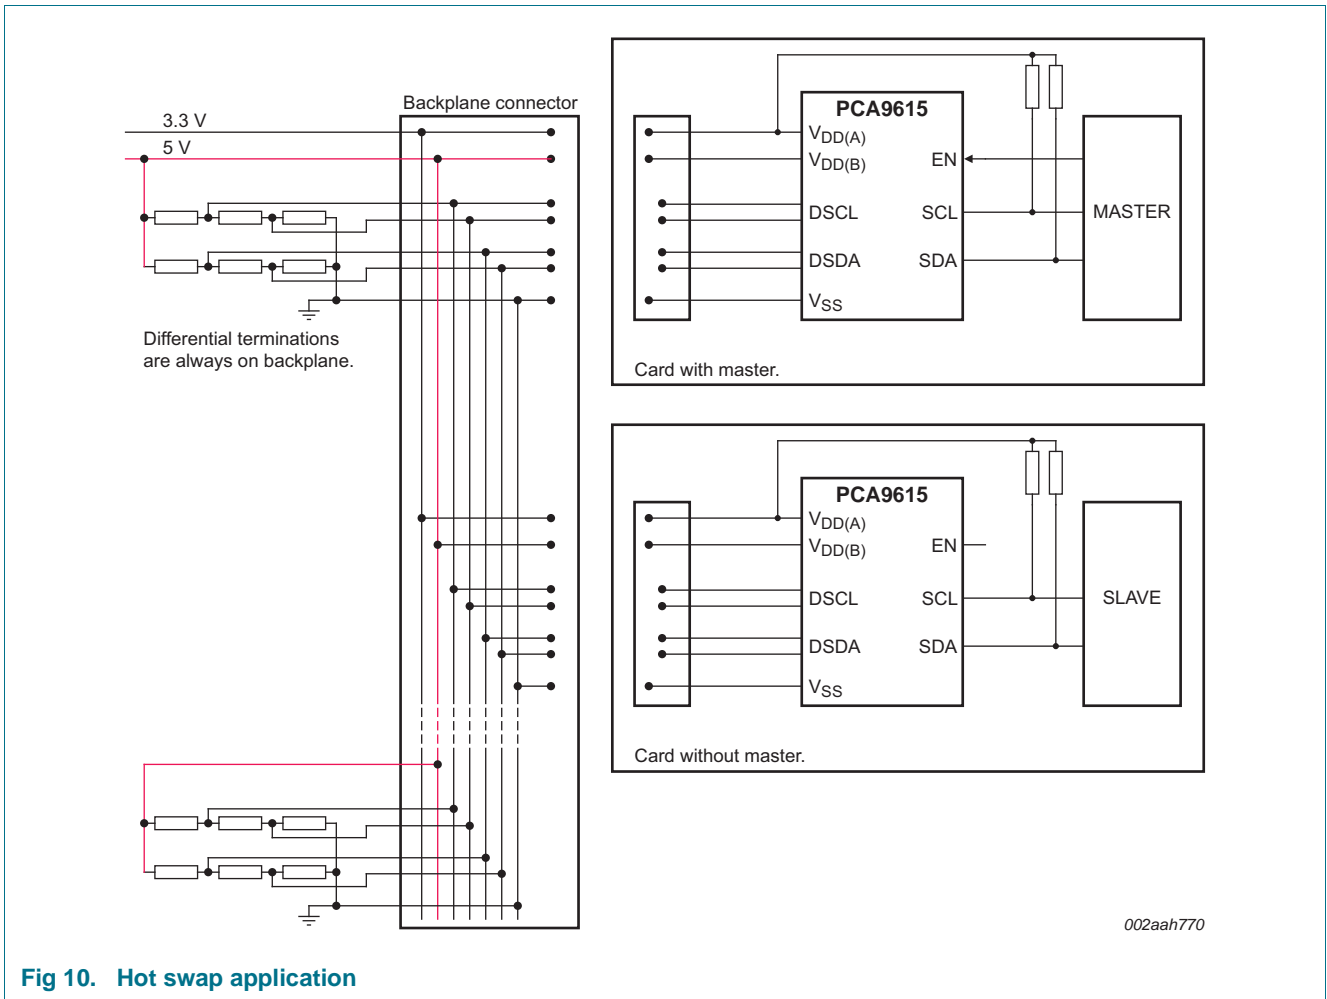 3.3 V
5 V
Backplane connector
Differential terminations
are always on backplane.
PCA9615
VDD(A)
VDD(B)
EN
DSCL
SCL
DSDA
SDA
VSS
MASTER
Card with master.
PCA9615
VDD(A)
VDD(B)
EN
DSCL
SCL
DSDA
SDA
VSS
SLAVE
Card without master.
002aah770
Fig 10. Hot swap application